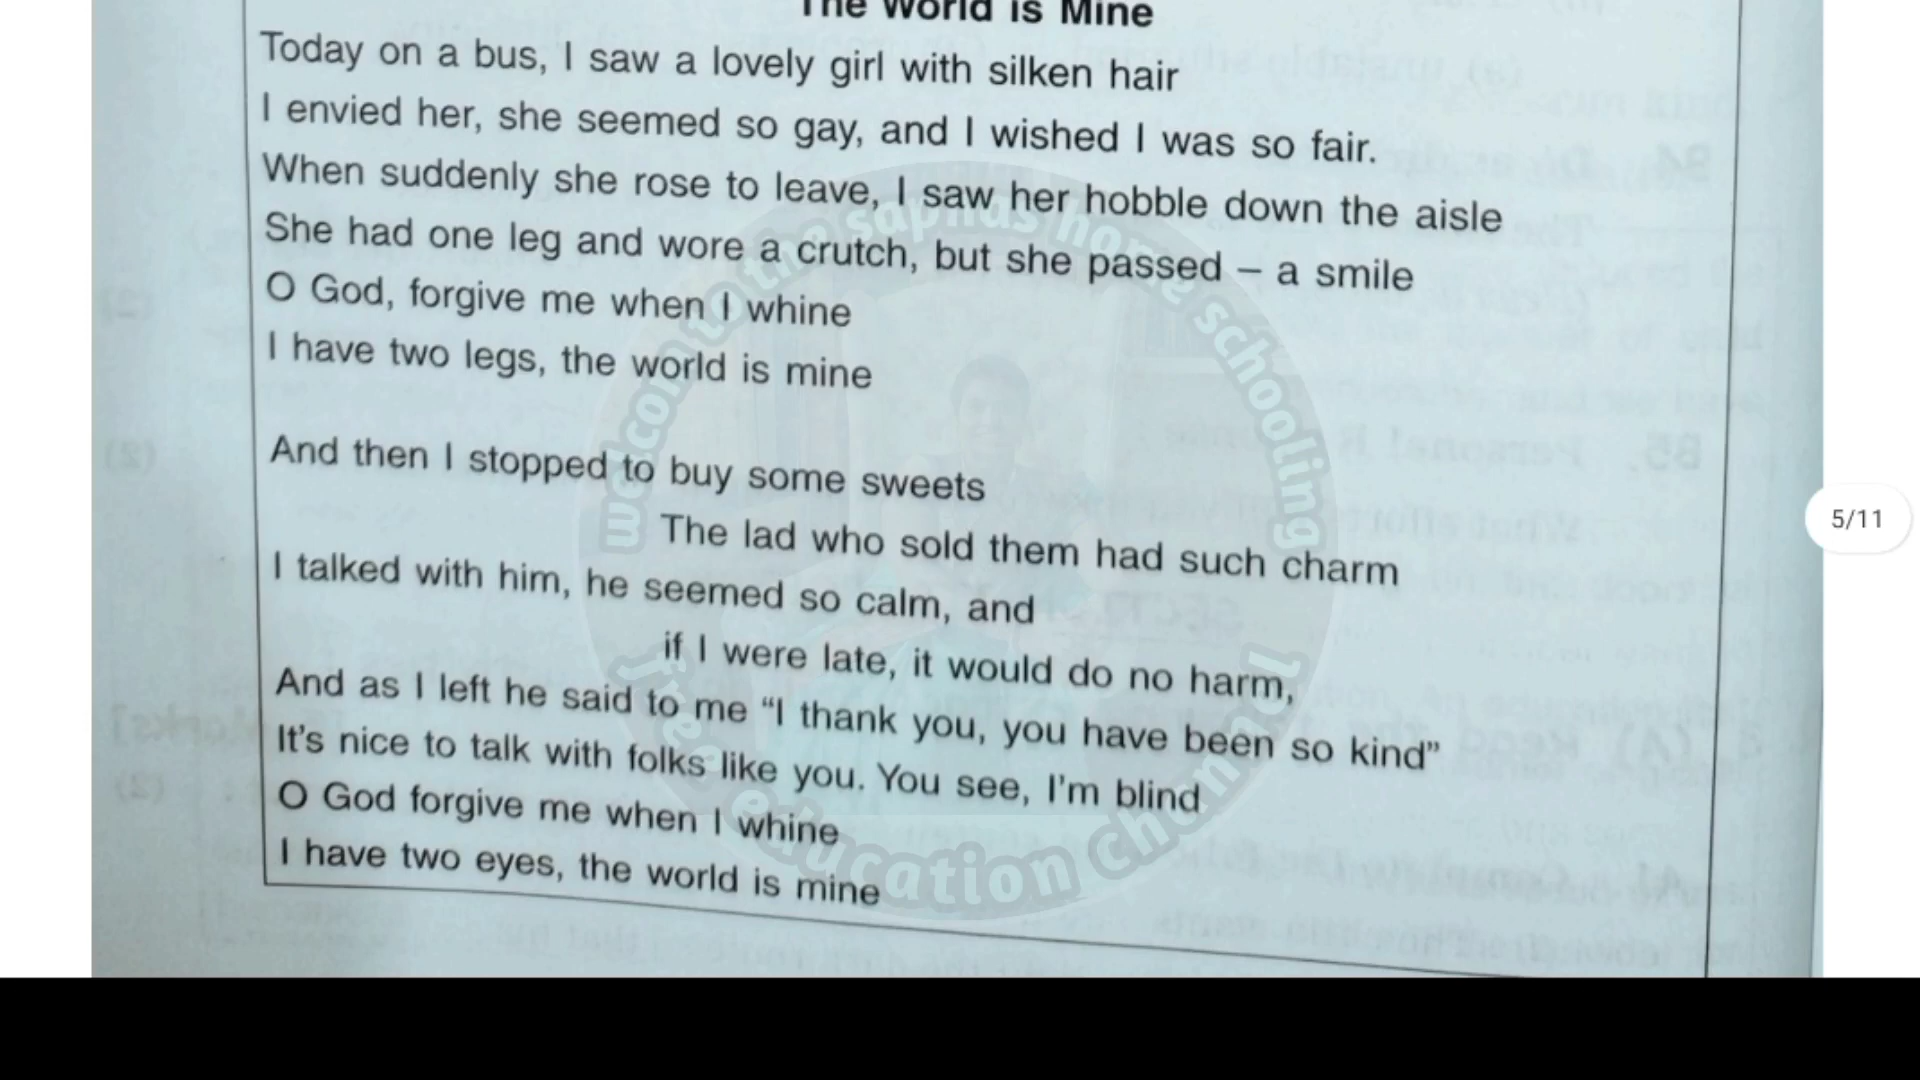 The World is Mine
Today on a bus, I saw a lovely girl with silken hair
I envied her, she seemed so gay, and I wished I was so fair.
When suddenly she rose to leave, I saw her hobble down the aisle
She had one leg and wore a crutch, but she passed – a smile
O God, forgive me when I whine
I have two legs, the world is mine
And then I stopped to buy some sweets
The lad who sold them had such charm
I talked with him, he seemed so calm, and
if I were late, it would do no harm,
And as I left he said to me “I thank you, you have been so kind”
It’s nice to talk with folks like you. You see, I’m blind
O God forgive me when I whine
I have two eyes, the world is mine
5/11